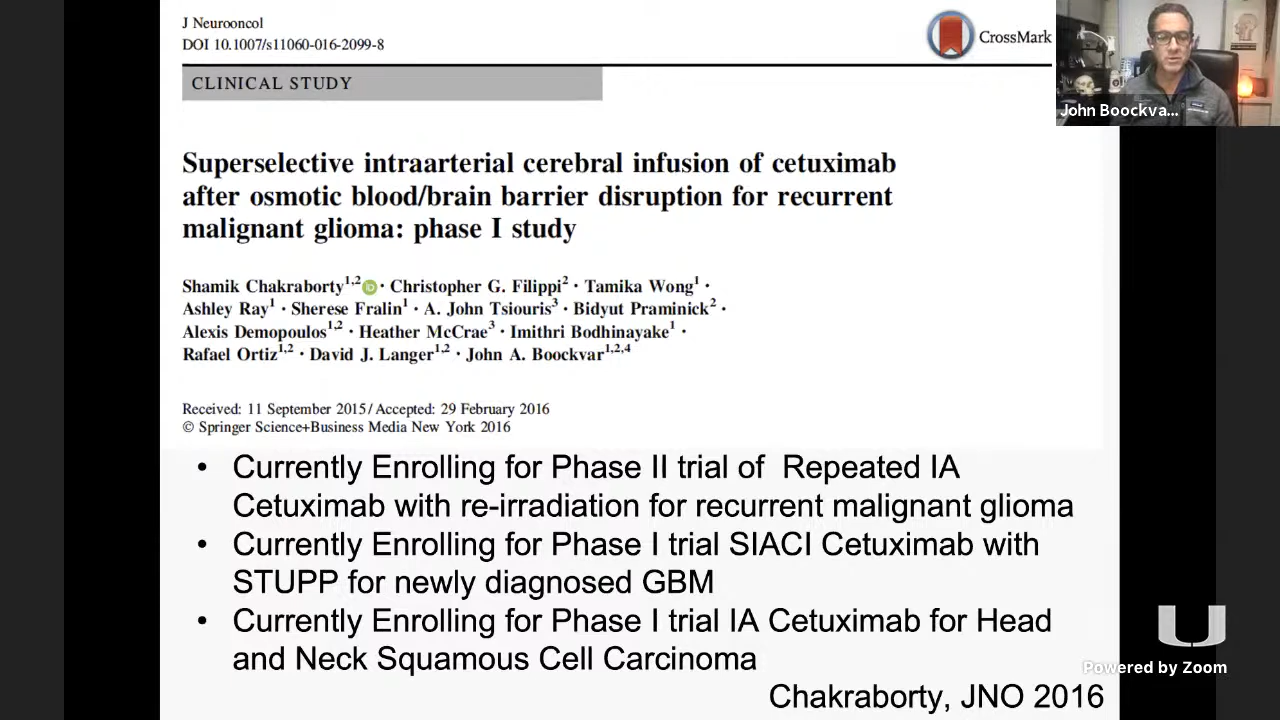 J Neurooncol
DOI 10.1007/s11060-016-2099-8
CrossMark
CLINICAL STUDY
John Boockva...
Superselective intraarterial cerebral infusion of cetuximab
after osmotic blood/brain barrier disruption for recurrent
malignant glioma: phase I study
Shamik Chakraborty1,2 · Christopher G. Filippi2 · Tamika Wong1 ·
Ashley Ray1 · Sherese Fralin1 · A. John Tsiouris3 · Bidyut Praminick2 ·
Alexis Demopoulos1,2 · Heather McCrae3 · Imithri Bodhinayake1 ·
Rafael Ortiz1,2 · David J. Langer1,2 · John A. Boockvar1,2,4
Received: 11 September 2015 / Accepted: 29 February 2016
© Springer Science+Business Media New York 2016
• Currently Enrolling for Phase II trial of Repeated IA
Cetuximab with re-irradiation for recurrent malignant glioma
• Currently Enrolling for Phase I trial SIACI Cetuximab with
STUPP for newly diagnosed GBM
• Currently Enrolling for Phase I trial IA Cetuximab for Head
and Neck Squamous Cell Carcinoma
U
Powered by Zoom
Chakraborty, JNO 2016